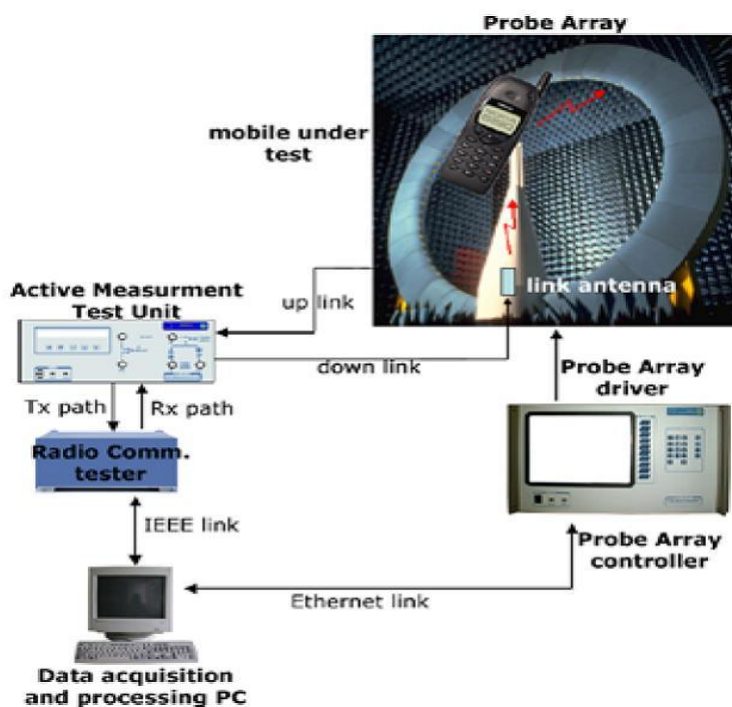 Probe Array
mobile under
test
link antenna
Active Measurment
Test Unit
up link
down link
Probe Array
driver
Tx path
Rx path
Radio Comm.
tester
IEEE link
Probe Array
controller
Ethernet link
Data acquisition
and processing PC